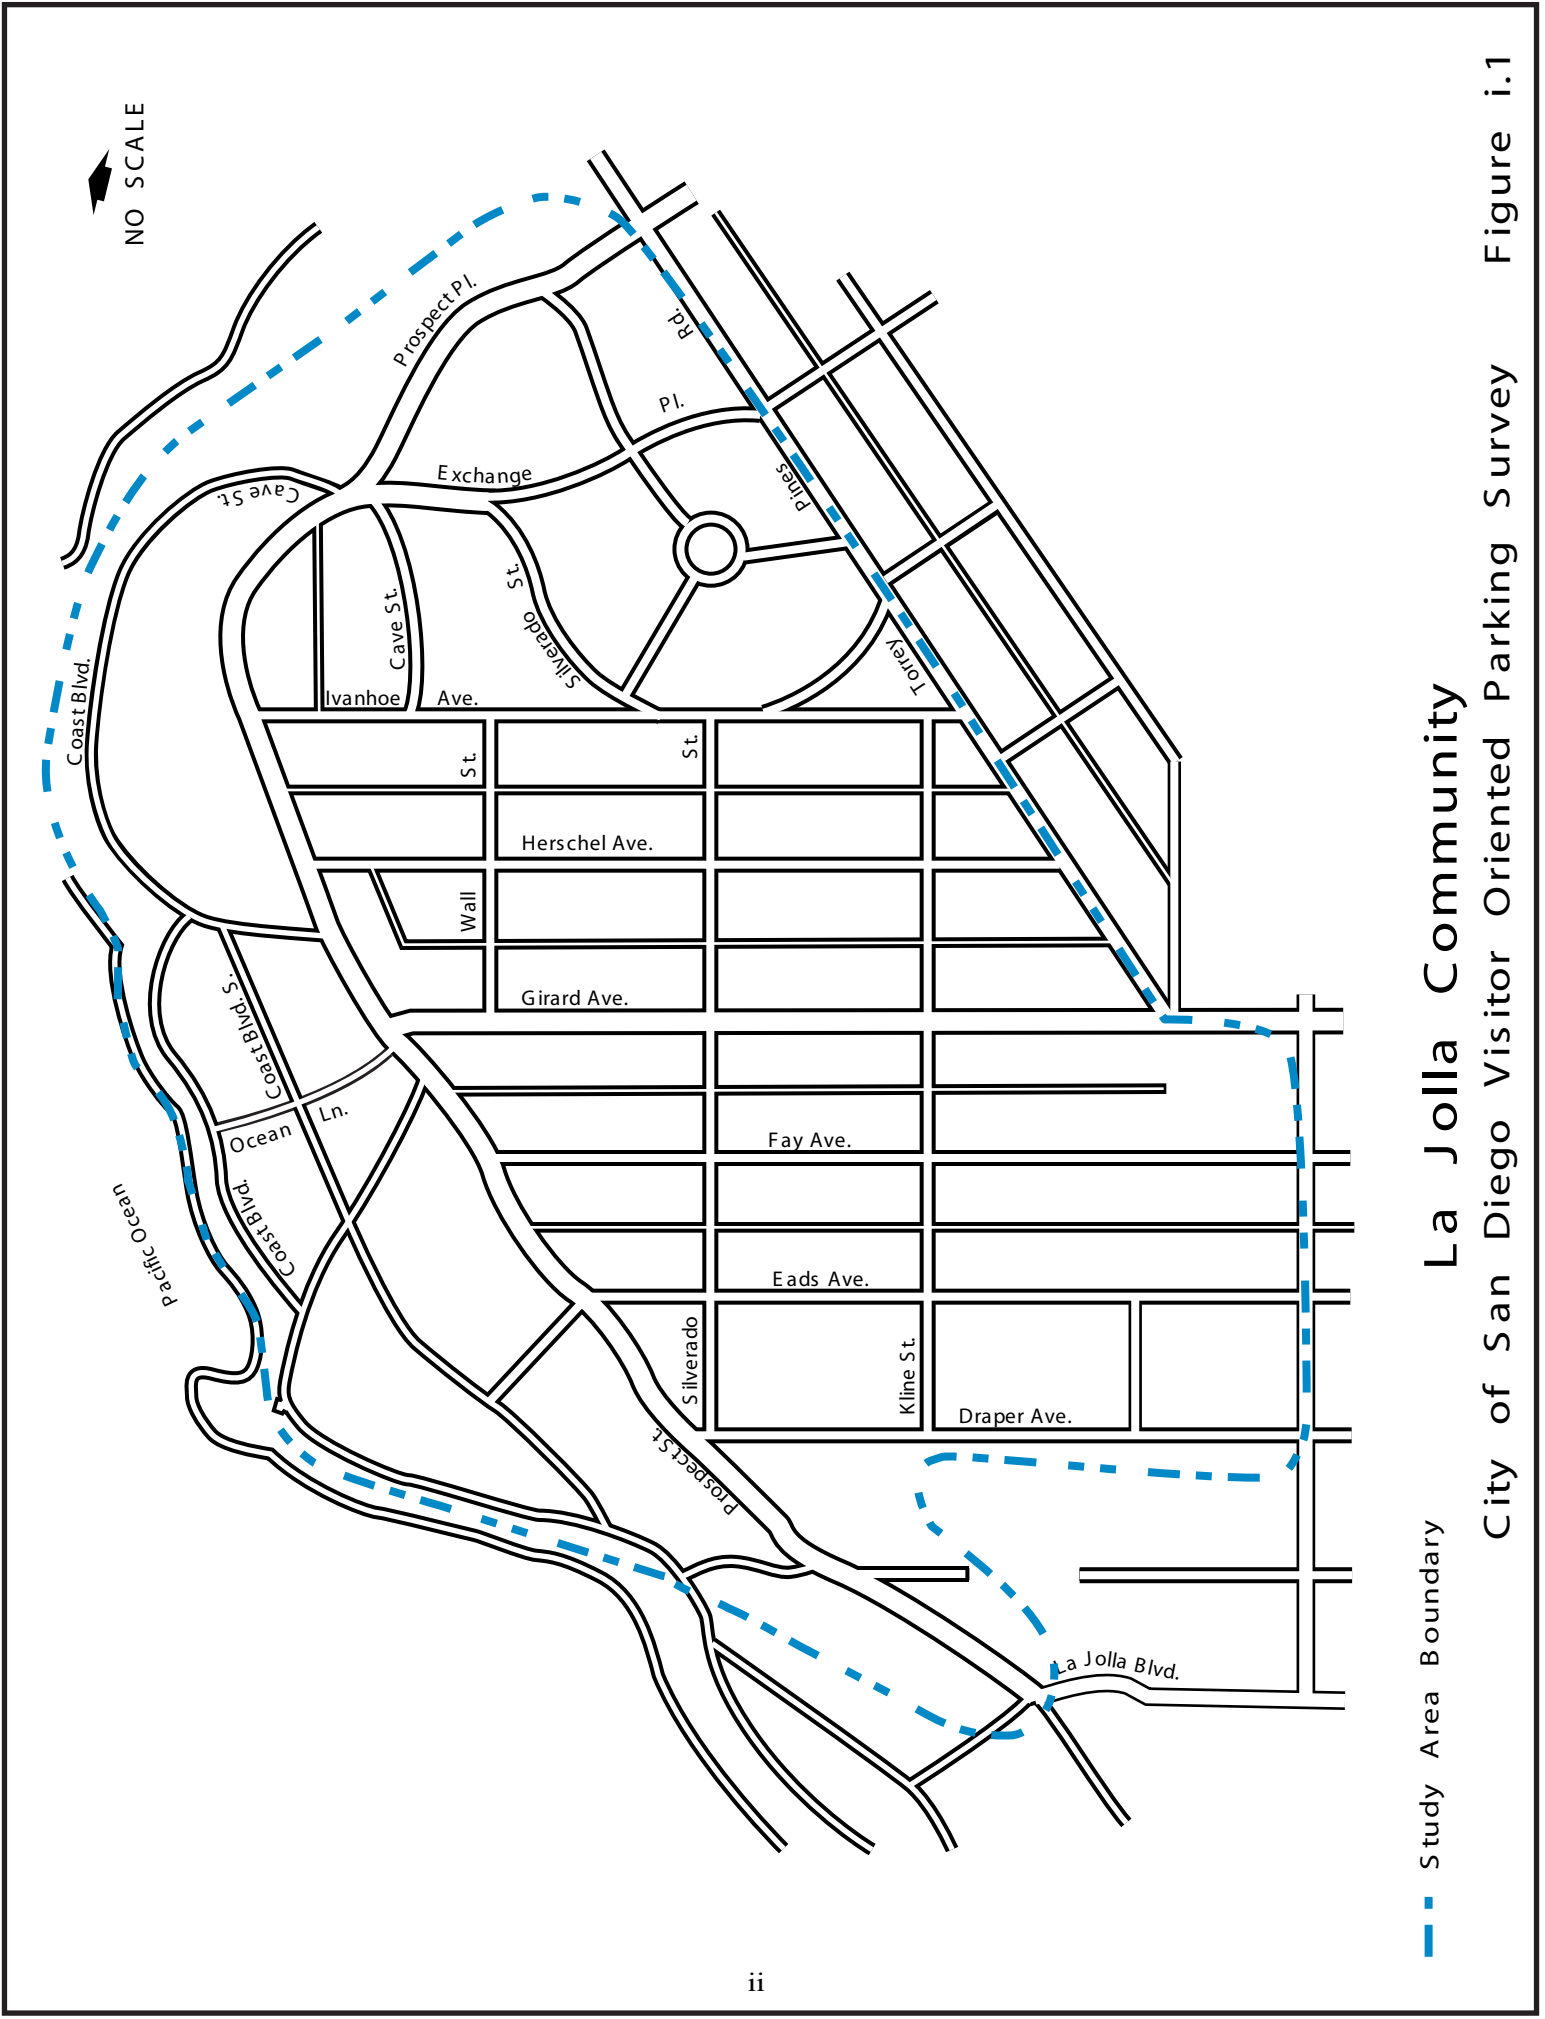 NO SCALE
Prospect Pl.
Rd.
Pl.
Exchange
Cave St.
Pines
St.
Cave St.
Silverado
Torrey
Coast Blvd.
Ivanhoe Ave.
St.
St.
Herschel Ave.
Wall
Girard Ave.
Coast Blvd. S.
Ocean Ln.
Fay Ave.
Coast Blvd.
Pacific Ocean
Eads Ave.
Silverado
Kline St.
Draper Ave.
Prospect St.
La Jolla Blvd.
Study Area Boundary
La Jolla Community
City of San Diego Visitor Oriented Parking Survey Figure i.1
ii